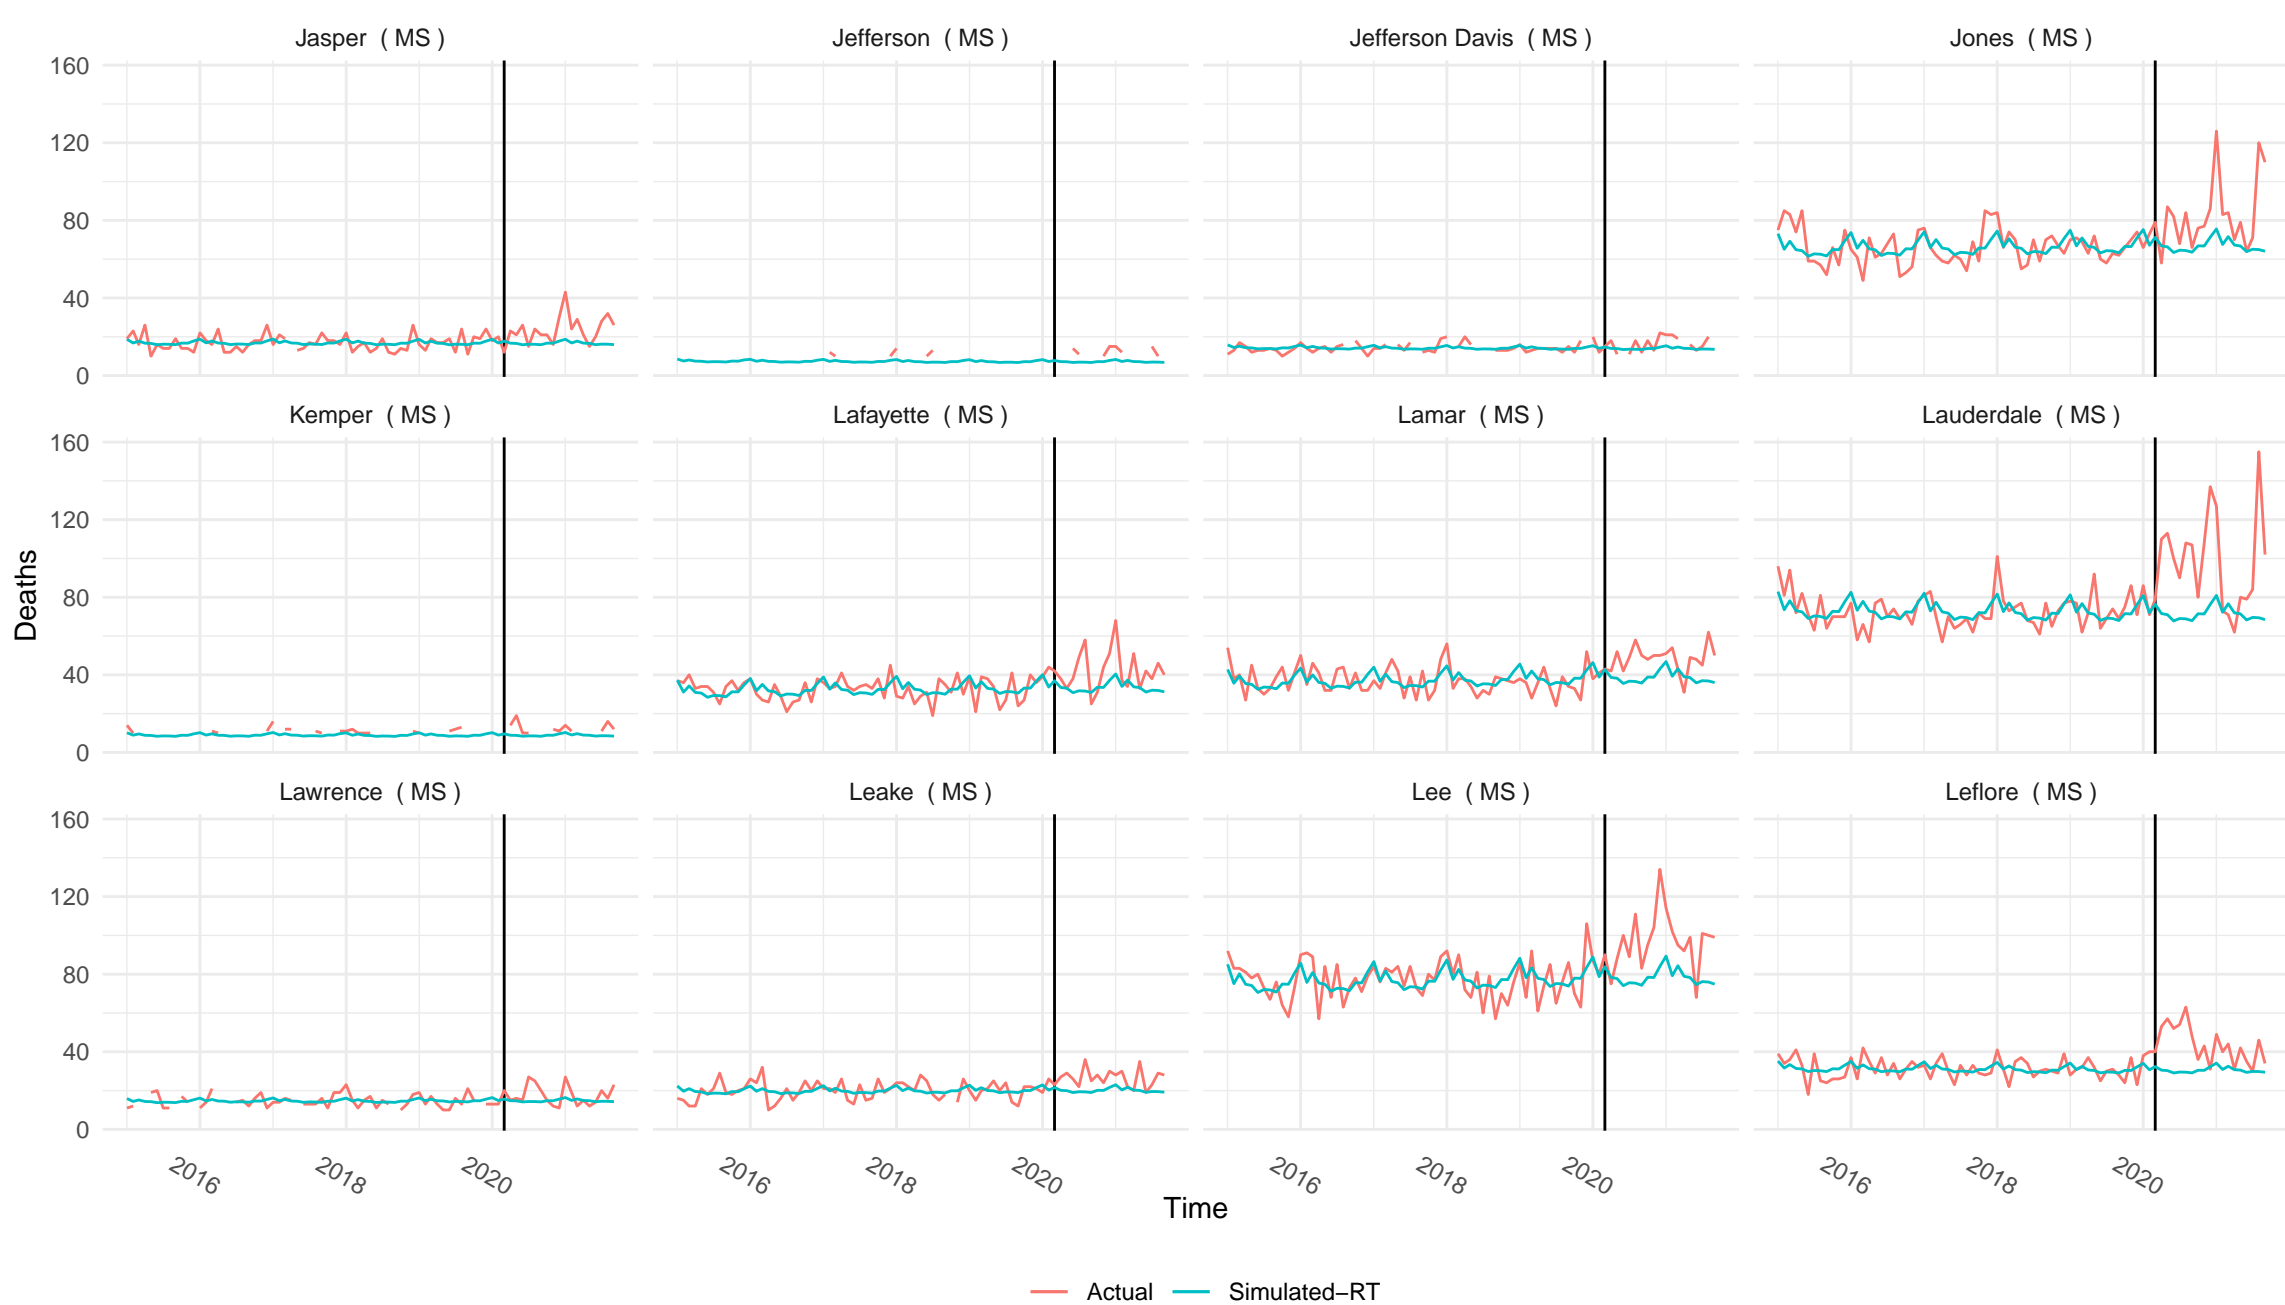 Jasper ( MS ) Jefferson ( MS ) Jefferson Davis ( MS ) Jones ( MS )
160
120
80
40
0
Kemper ( MS ) Lafayette ( MS ) Lamar ( MS ) Lauderdale ( MS )
160
120
80
40
0
Deaths
Lawrence ( MS ) Leake ( MS ) Lee ( MS ) Leflore ( MS )
160
120
80
40
0
2016 2018 2020 2016 2018 2020 2016 2018 2020 2016 2018 2020
Time
Actual Simulated−RT